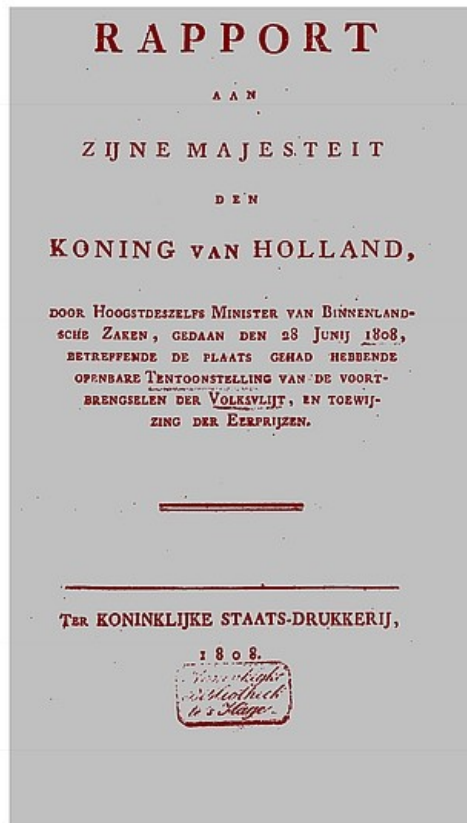 RAPPORT
AAN
ZIJNE MAJESTEIT
DEN
KONING VAN HOLLAND,
DOOR HOOGSTDESZELFS MINISTER VAN BINNENLAND-
SCHE ZAKEN, GEDAAN DEN 28 JUNIJ 1808,
BETREFFENDE DE PLAATS GEHAD HEBBENDE
OPENBARE TENTOONSTELLING VAN DE VOORT-
BRENGSELEN DER VOLKSVLIJT, EN TOEWIJ-
ZING DER EERPRIJZEN.
TER KONINKLIJKE STAATS-DRUKKERIJ,
1808.
Koninklijke
Bibliotheek
te 's Hage.